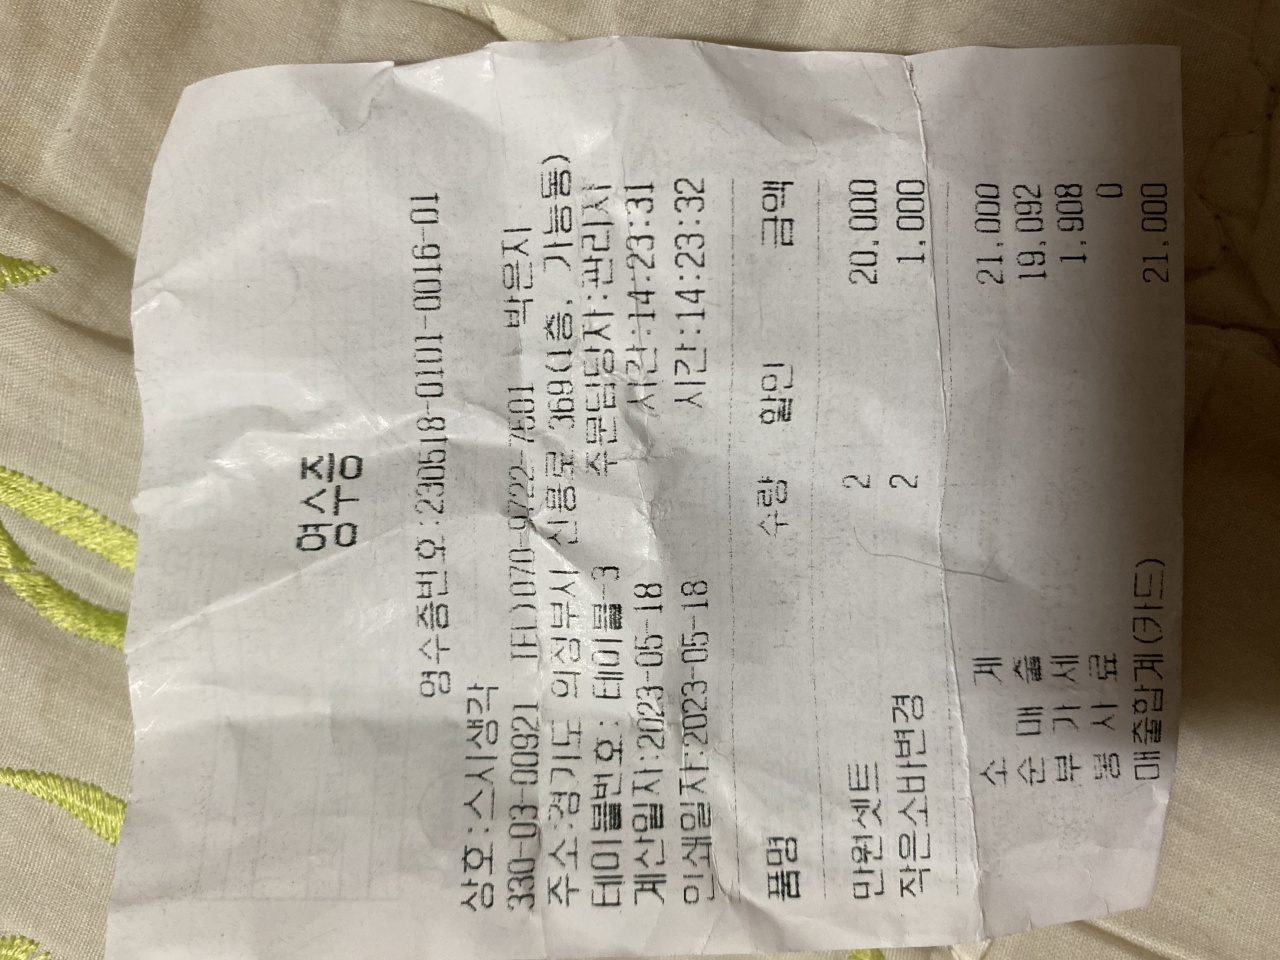 영수증
영수증번호:230518-0101-0016-01
상호:스시생각
330-03-00921 TEL)070-9722-7501 박은지
주소:경기도 의정부시 신흥로 369(1층, 가능동)
테이블번호: 테이블-3 주문담당자:관리자
계산일자:2023-05-18 시간:14:23:31
인쇄일자:2023-05-18 시간:14:23:32
품명 수량 할인 금액
만원셋트 2 20,000
작은소바변경 2 1,000
소 계 21,000
순 매 출 19,092
부 가 세 1,908
봉 사 료 0
매출합계(카드) 21,000